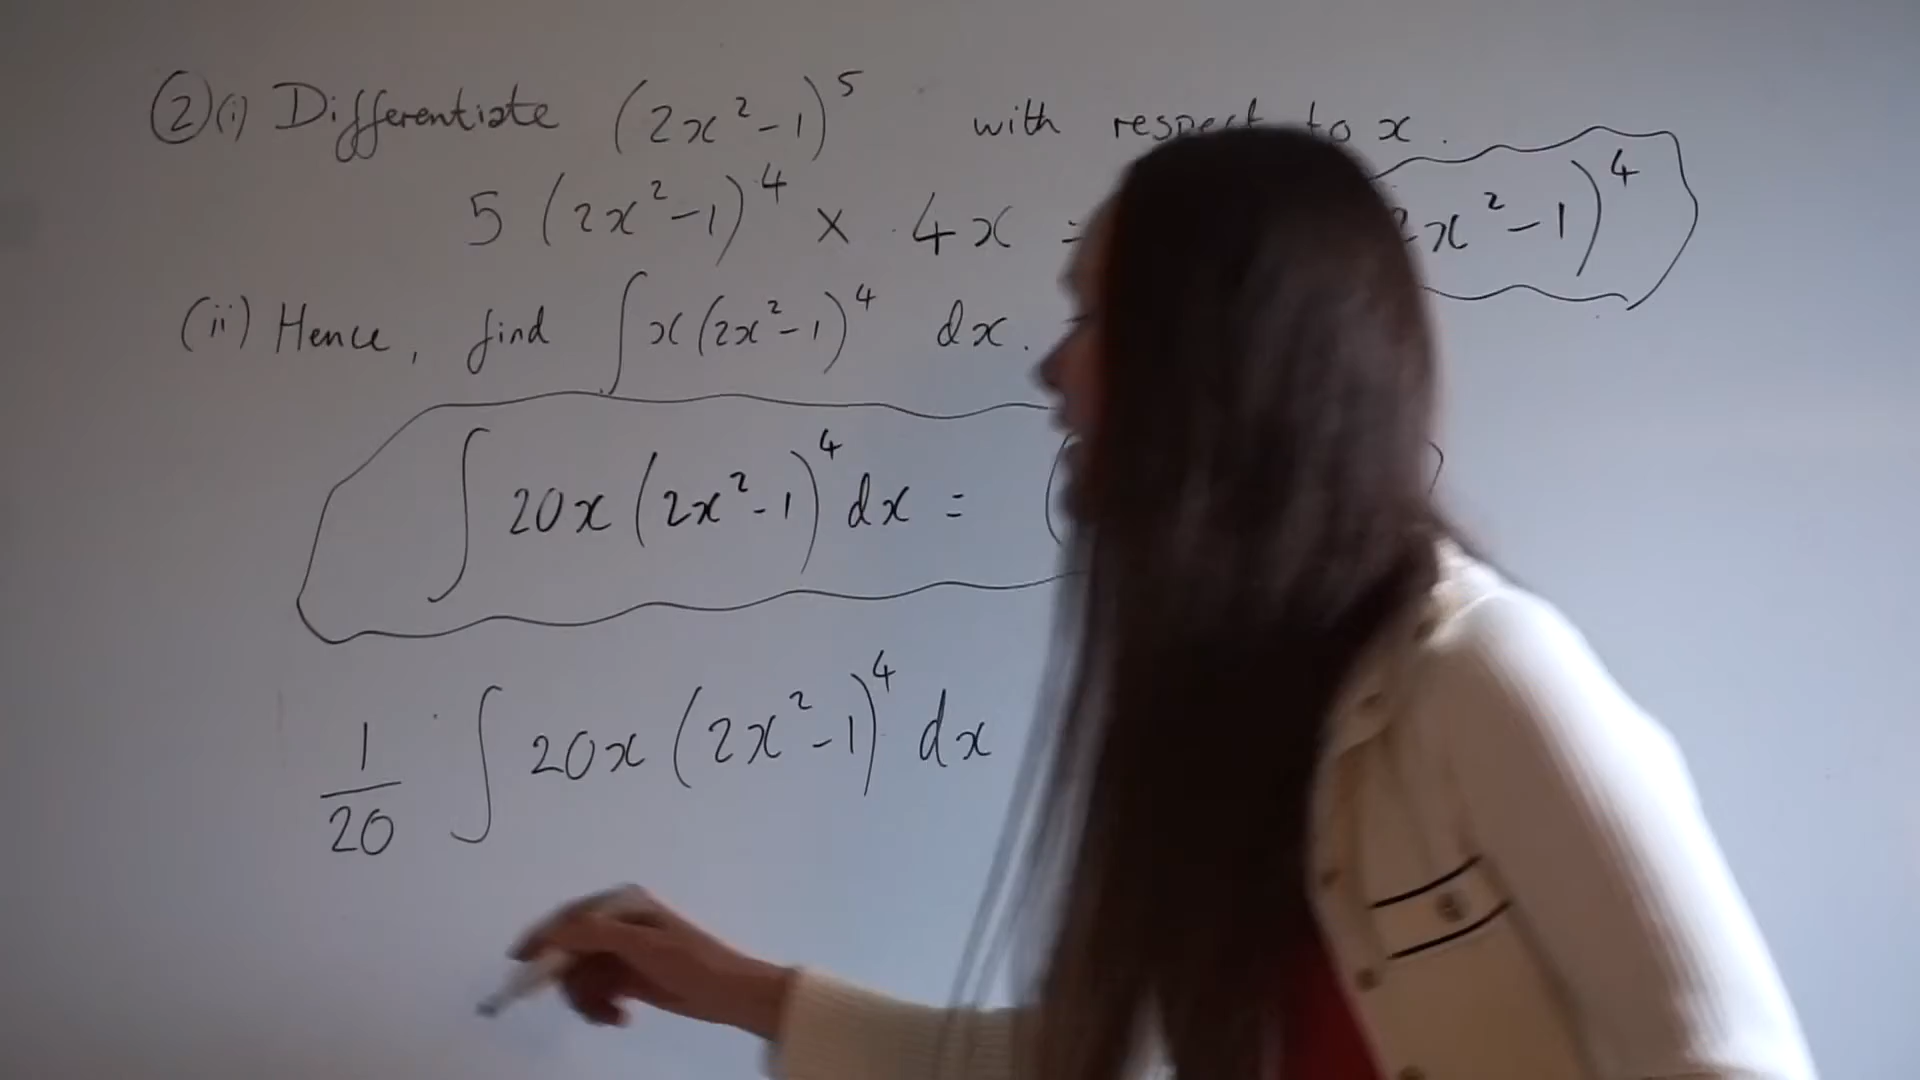 ② (i) Differentiate (2x²-1)⁵ with respect to x.
5 (2x²-1)⁴ × 4x = x²-1)⁴
(ii) Hence, find ∫ x(2x²-1)⁴ dx.
∫ 20x (2x²-1)⁴ dx = (
1/20 ∫ 20x (2x²-1)⁴ dx